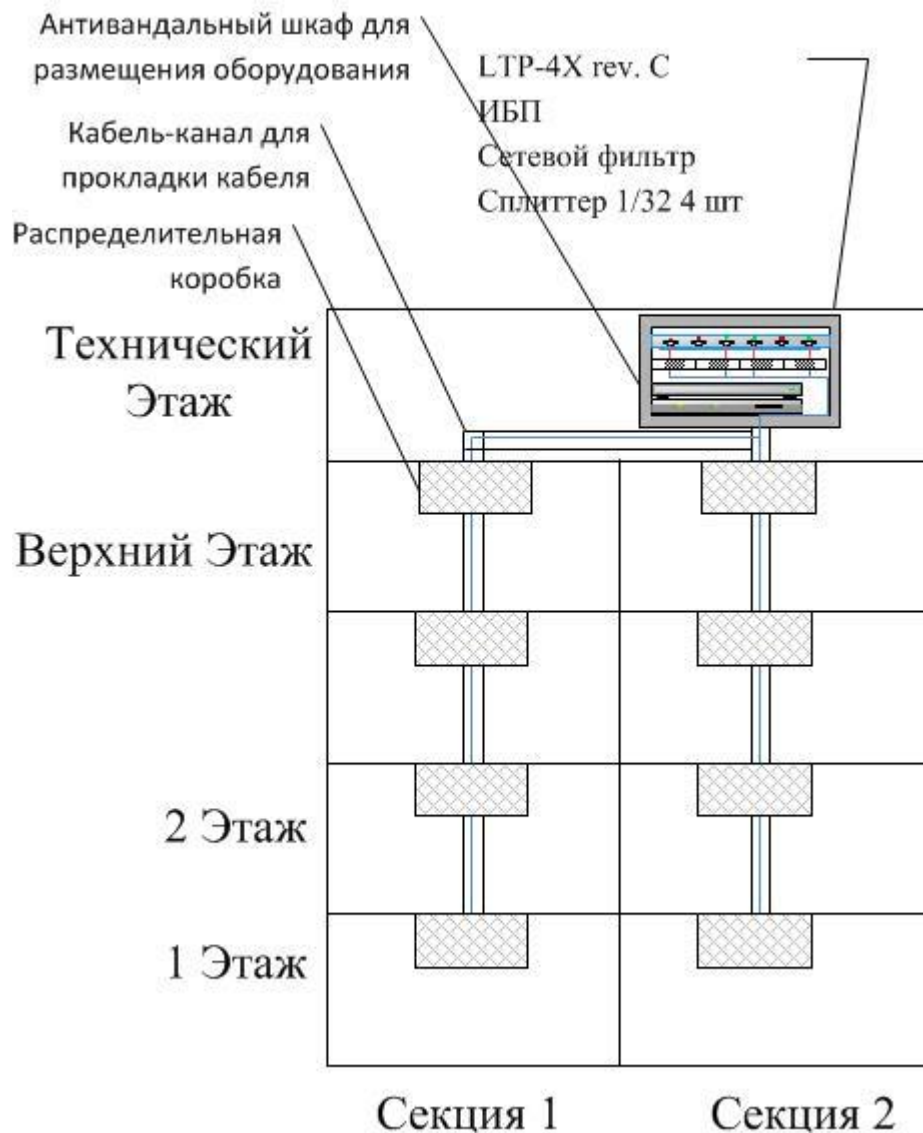 Антивандальный шкаф для
размещения оборудования
LTP-4X rev. C
ИБП
Сетевой фильтр
Сплиттер 1/32 4 шт
Кабель-канал для
прокладки кабеля
Распределительная
коробка
Технический
Этаж
Верхний Этаж
2 Этаж
1 Этаж
Секция 1
Секция 2